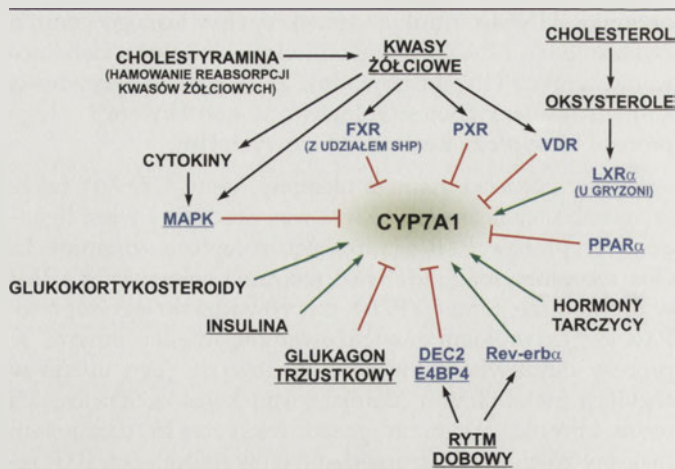 CHOLESTYRAMINA
(HAMOWANIE REABSORPCJI
KWASÓW ŻÓŁCIOWYCH)
KWASY
ŻÓŁCIOWE
CHOLESTEROL
OKSYSTEROLE
FXR
(Z UDZIAŁEM SHP)
PXR
VDR
LXRα
(U GRYZONI)
CYTOKINY
MAPK
CYP7A1
PPARα
GLUKOKORTYKOSTEROIDY
INSULINA
HORMONY
TARCZYCY
GLUKAGON
TRZUSTKOWY
DEC2
E4BP4
Rev-erbα
RYTM
DOBOWY